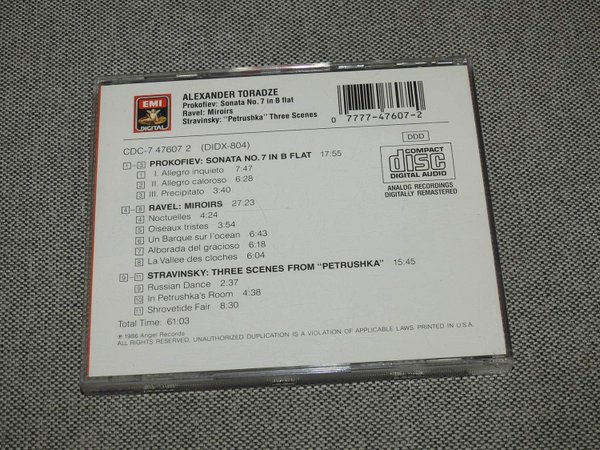 EMI
DIGITAL
ALEXANDER TORADZE
Prokofiev: Sonata No. 7 in B flat
Ravel: Miroirs
Stravinsky: "Petrushka" Three Scenes
0 7777-47607-2
CDC-7 47607 2 (DIDX-804)
DDD
COMPACT
disc
DIGITAL AUDIO
ANALOG RECORDINGS
DIGITALLY REMASTERED
1-3 PROKOFIEV: SONATA NO. 7 IN B FLAT 17:55
1 I. Allegro inquieto 7:47
2 II. Allegro caloroso 6:28
3 III. Precipitato 3:40
4-8 RAVEL: MIROIRS 27:23
4 Noctuelles 4:24
5 Oiseaux tristes 3:54
6 Un Barque sur l'ocean 6:43
7 Alborada del gracioso 6:18
8 La Vallee des cloches 6:04
9-11 STRAVINSKY: THREE SCENES FROM "PETRUSHKA" 15:45
9 Russian Dance 2:37
10 In Petrushka's Room 4:38
11 Shrovetide Fair 8:30
Total Time: 61:03
℗ 1986 Angel Records
ALL RIGHTS RESERVED. UNAUTHORIZED DUPLICATION IS A VIOLATION OF APPLICABLE LAWS. PRINTED IN U.S.A.